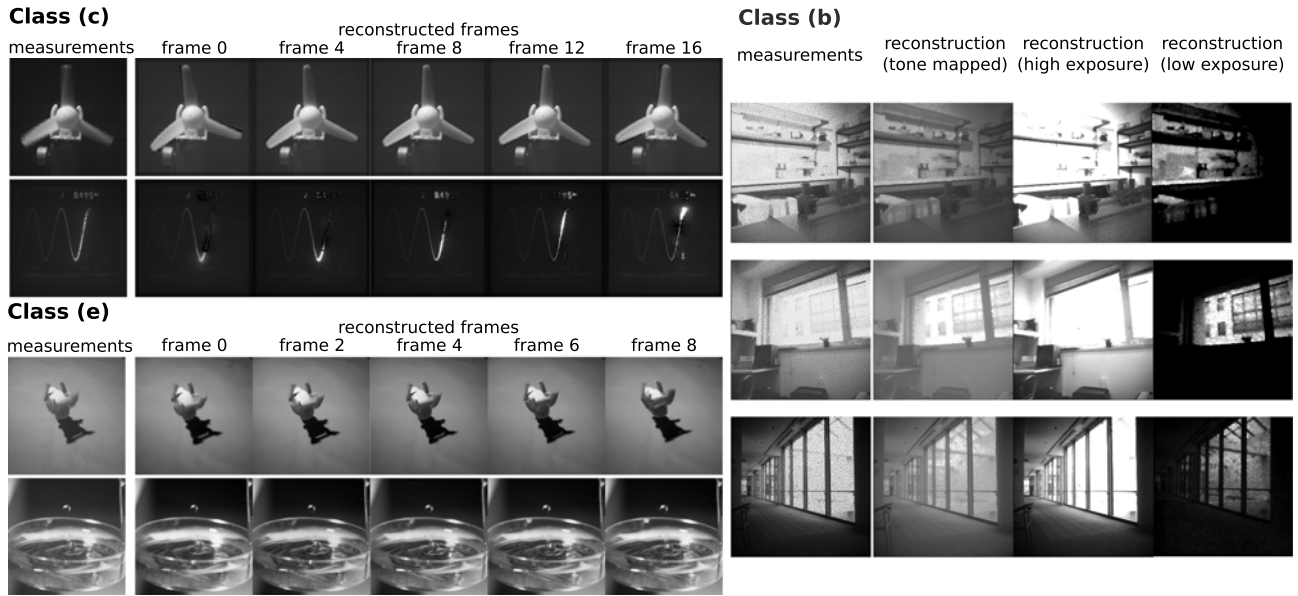 Class (c)
reconstructed frames
measurements frame 0 frame 4 frame 8 frame 12 frame 16
Class (e)
reconstructed frames
measurements frame 0 frame 2 frame 4 frame 6 frame 8
Class (b)
measurements
reconstruction
(tone mapped)
reconstruction
(high exposure)
reconstruction
(low exposure)